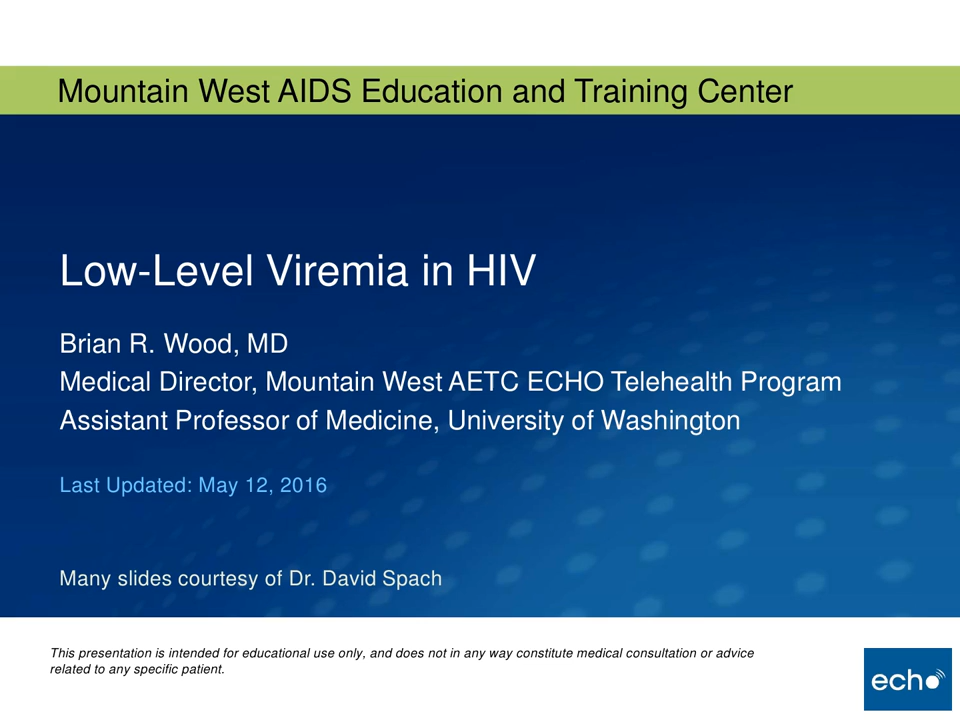 Mountain West AIDS Education and Training Center
Low-Level Viremia in HIV
Brian R. Wood, MD
Medical Director, Mountain West AETC ECHO Telehealth Program
Assistant Professor of Medicine, University of Washington
Last Updated: May 12, 2016
Many slides courtesy of Dr. David Spach
This presentation is intended for educational use only, and does not in any way constitute medical consultation or advice
related to any specific patient.
echo